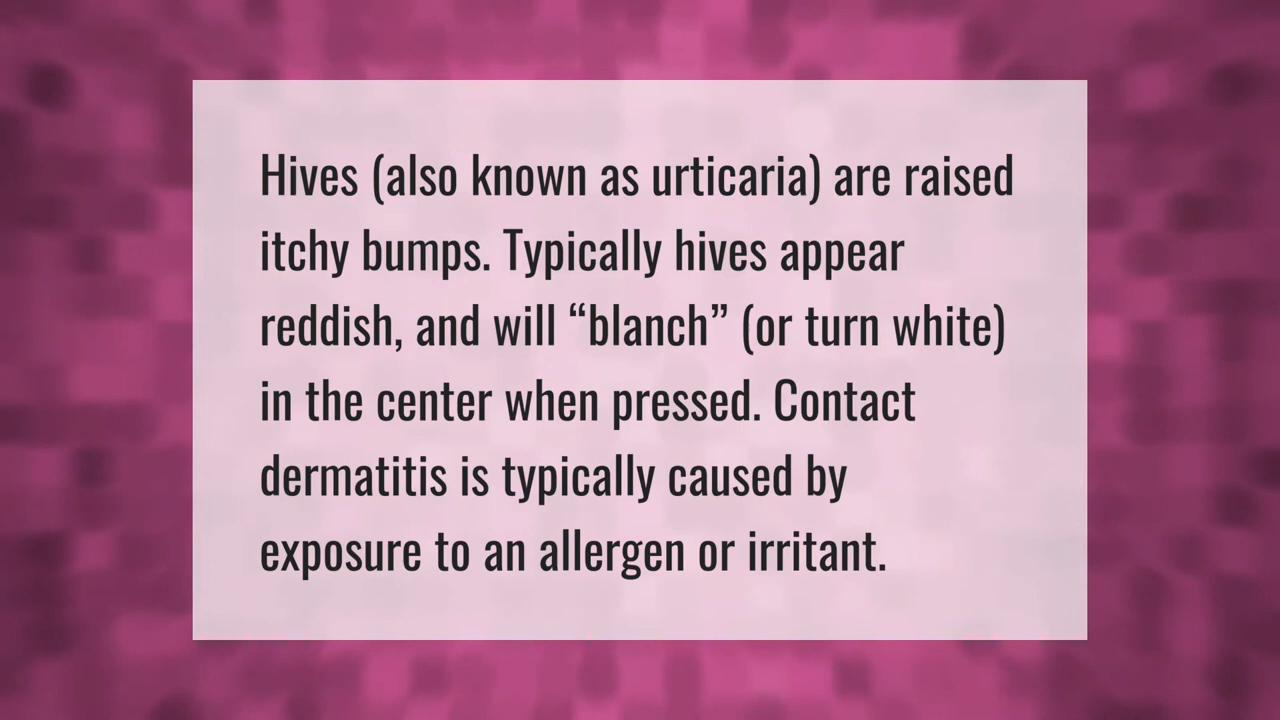 Hives (also known as urticaria) are raised
itchy bumps. Typically hives appear
reddish, and will “blanch” (or turn white)
in the center when pressed. Contact
dermatitis is typically caused by
exposure to an allergen or irritant.